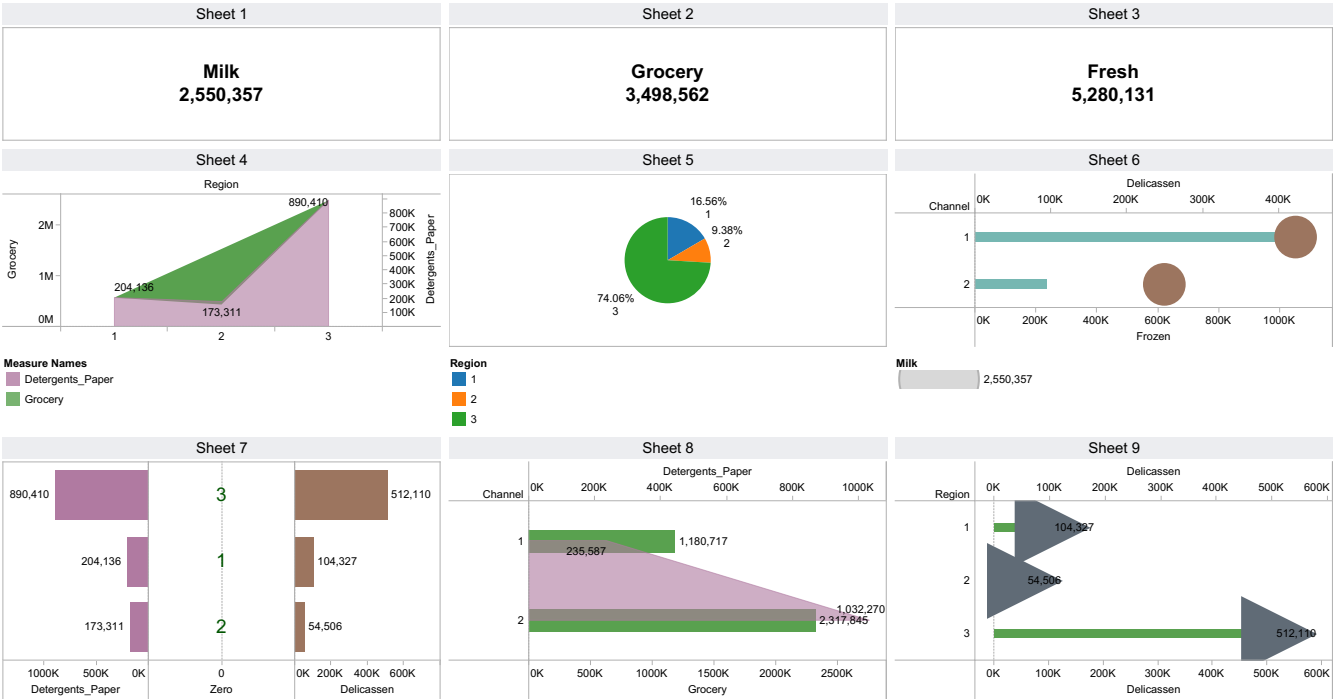 Sheet 1
Milk
2,550,357
Sheet 2
Grocery
3,498,562
Sheet 3
Fresh
5,280,131
Sheet 4
Region
2M
1M
0M
Grocery
890,410
204,136
173,311
800K
700K
600K
500K
400K
300K
200K
100K
Detergents_Paper
1 2 3
Measure Names
Detergents_Paper
Grocery
Sheet 5
16.56%
1
9.38%
2
74.06%
3
Region
1
2
3
Sheet 6
Delicassen
Channel 0K 100K 200K 300K 400K
1
2
0K 200K 400K 600K 800K 1000K
Frozen
Milk
2,550,357
Sheet 7
890,410 3 512,110
204,136 1 104,327
173,311 2 54,506
1000K 500K 0K 0 0K 200K 400K 600K
Detergents_Paper Zero Delicassen
Sheet 8
Detergents_Paper
Channel 0K 200K 400K 600K 800K 1000K
1 1,180,717
235,587
1,032,270
2 2,317,845
0K 500K 1000K 1500K 2000K 2500K
Grocery
Sheet 9
Delicassen
Region 0K 100K 200K 300K 400K 500K 600K
1 104,327
2 54,506
3 512,110
0K 100K 200K 300K 400K 500K 600K
Delicassen